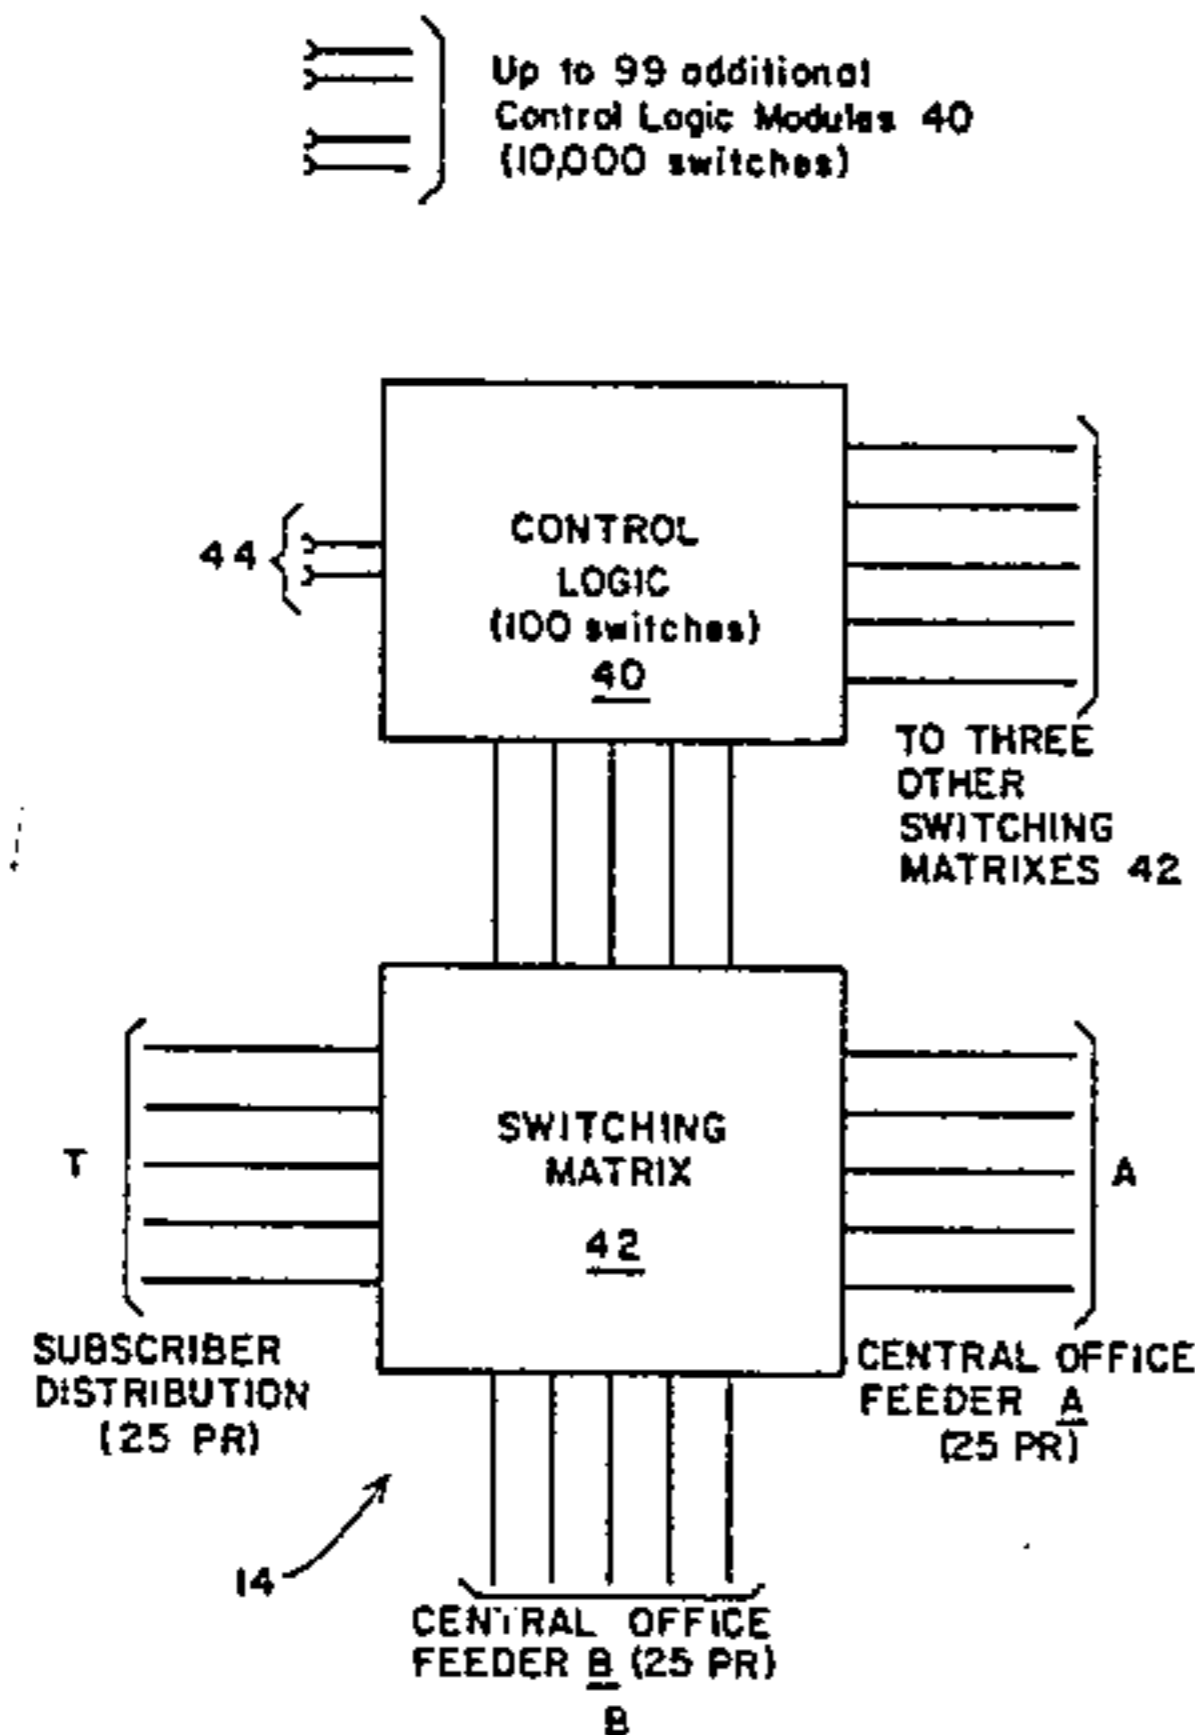 Up to 99 additional
Control Logic Modules 40
(10,000 switches)
44
CONTROL
LOGIC
(100 switches)
40
TO THREE
OTHER
SWITCHING
MATRIXES 42
T
SWITCHING
MATRIX
42
A
SUBSCRIBER
DISTRIBUTION
(25 PR)
CENTRAL OFFICE
FEEDER A
(25 PR)
14
CENTRAL OFFICE
FEEDER B (25 PR)
B